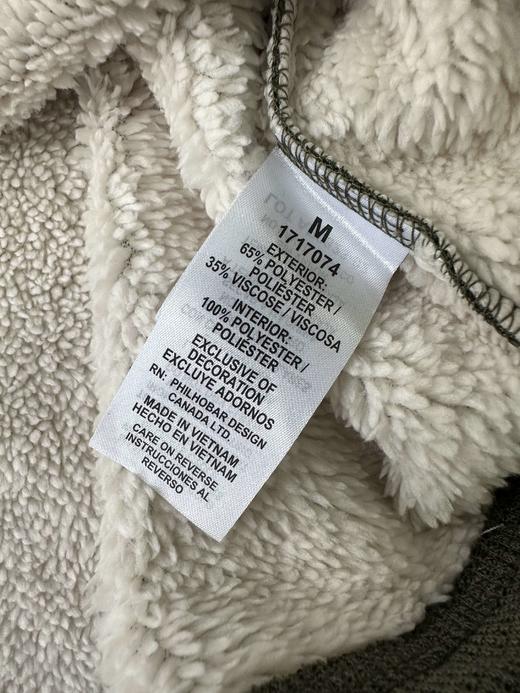 M
1717074
EXTERIOR:
65% POLYESTER /
POLIÉSTER
35% VISCOSE / VISCOSA
INTERIOR:
100% POLYESTER /
POLIÉSTER
EXCLUSIVE OF
DECORATION
EXCLUYE ADORNOS
RN: PHILHOBAR DESIGN
CANADA LTD.
MADE IN VIETNAM
HECHO EN VIETNAM
CARE ON REVERSE
INSTRUCCIONES AL
REVERSO